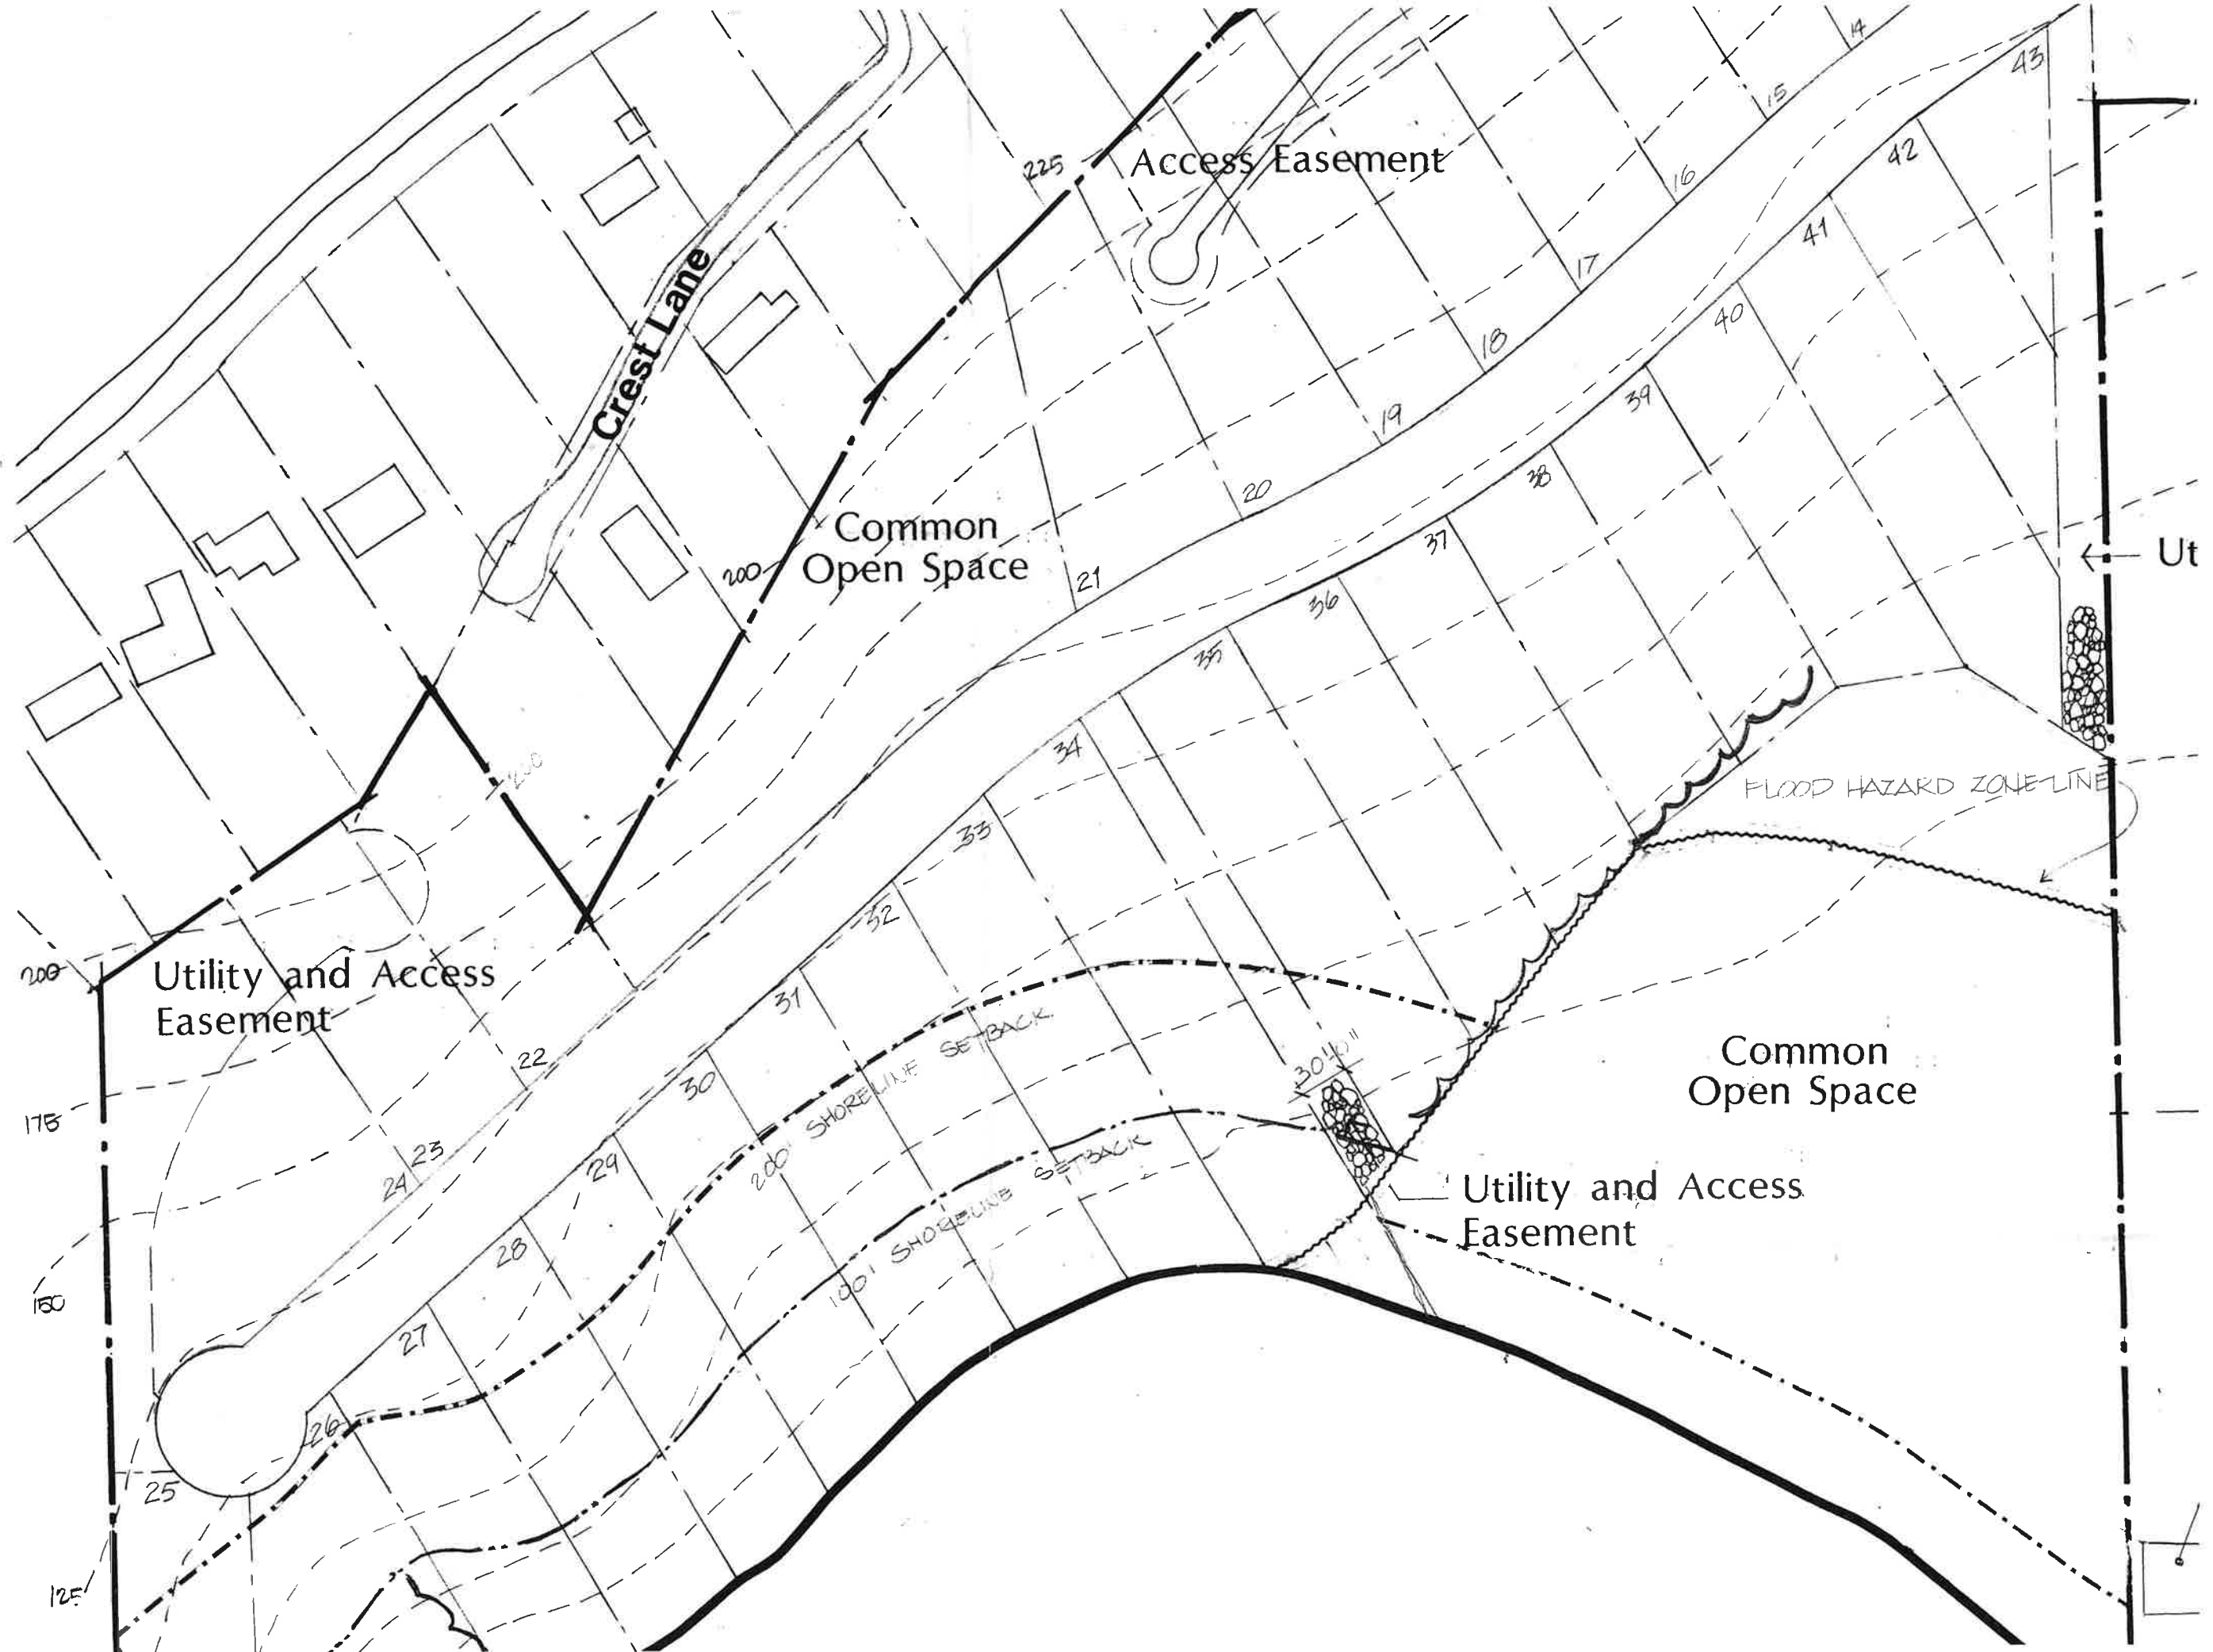 14
43
15
42
225
Access Easement
16
41
17
40
Crest Lane
18
39
19
38
20
37
Common
Open Space
200
21
36
Ut
35
34
200
FLOOD HAZARD ZONE LINE
33
32
200
Utility and Access
Easement
31
200' SHORELINE SETBACK
22
30
30'-0"
Common
Open Space
175
23
24
29
100' SHORELINE SETBACK
Utility and Access
Easement
28
150
27
26
25
125